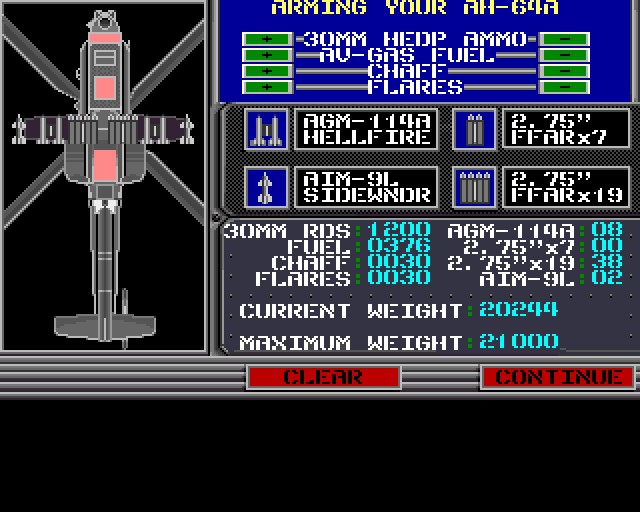 ARMING YOUR AH-64A
+ 30MM HEDP AMMO -
+ AV-GAS FUEL -
+ CHAFF -
+ FLARES -
AGM-114A HELLFIRE
2.75" FFARx7
AIM-9L SIDEWNDR
2.75" FFARx19
30MM RDS:1200 AGM-114A:08
FUEL:0376 2.75"x7:00
CHAFF:0030 2.75"x19:38
FLARES:0030 AIM-9L:02
CURRENT WEIGHT:20244
MAXIMUM WEIGHT:21000
CLEAR CONTINUE